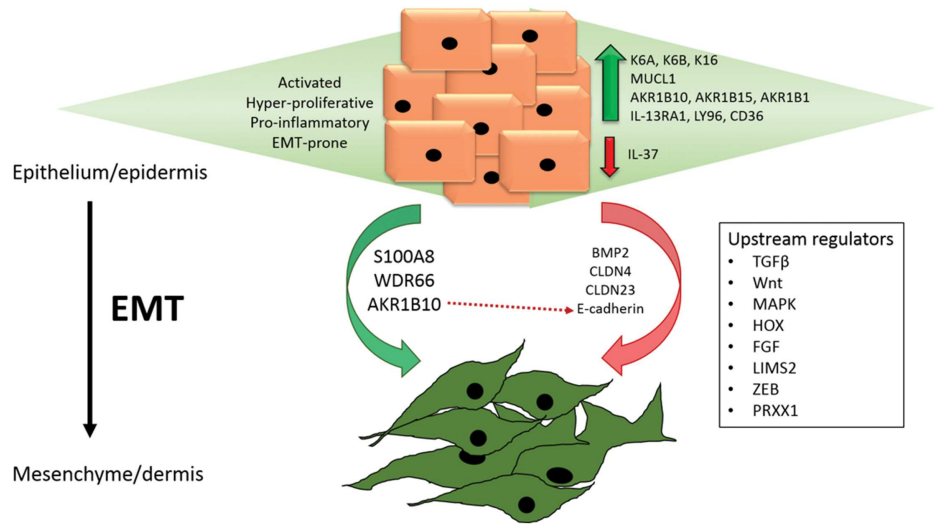 Activated
Hyper-proliferative
Pro-inflammatory
EMT-prone
K6A, K6B, K16
MUCL1
AKR1B10, AKR1B15, AKR1B1
IL-13RA1, LY96, CD36
IL-37
Epithelium/epidermis
EMT
Mesenchyme/dermis
S100A8
WDR66
AKR1B10
BMP2
CLDN4
CLDN23
E-cadherin
Upstream regulators
• TGFβ
• Wnt
• MAPK
• HOX
• FGF
• LIMS2
• ZEB
• PRXX1